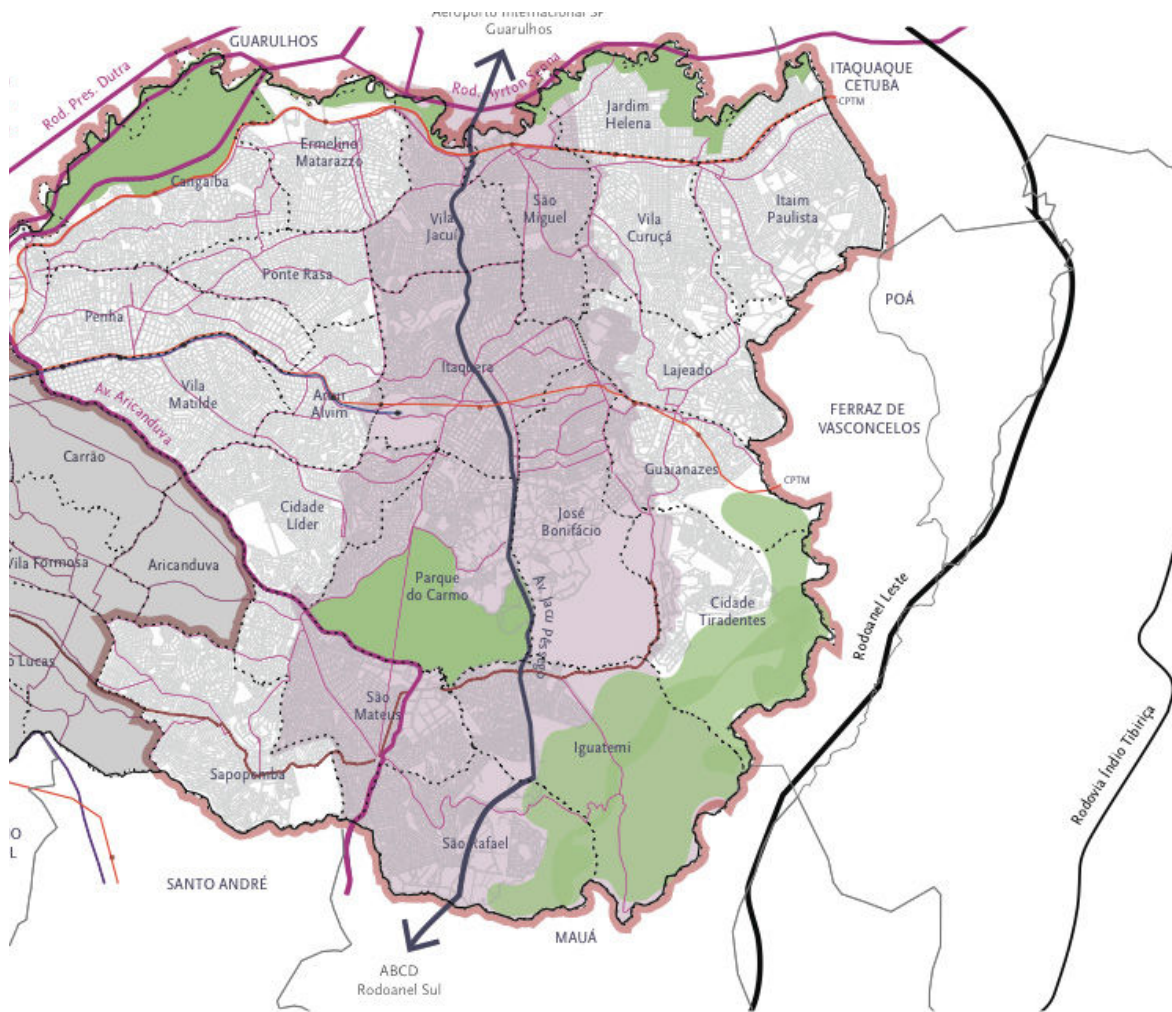 Aeroporto Internacional SP
Guarulhos
GUARULHOS
ITAQUAQUE
CETUBA
CPTM
Rod. Pres. Dutra
Rod. Ayrton Senna
Jardim
Helena
Ermelino
Matarazzo
Cangaíba
Itaim
Paulista
São
Miguel
Vila
Jacuí
Vila
Curuçá
Ponte Rasa
POÁ
Penha
Itaquera
Lajeado
Vila
Matilde
Artur
Alvim
Av. Aricanduva
FERRAZ DE
VASCONCELOS
Carrão
Guaianazes
CPTM
Cidade
Líder
José
Bonifácio
Vila Formosa
Aricanduva
Parque
do Carmo
Av. Jacu Pêssego
Cidade
Tiradentes
Rodoanel Leste
o Lucas
São
Mateus
Iguatemi
Sapopemba
Rodovia Índio Tibiriça
O
L
São Rafael
SANTO ANDRÉ
MAUÁ
ABCD
Rodoanel Sul